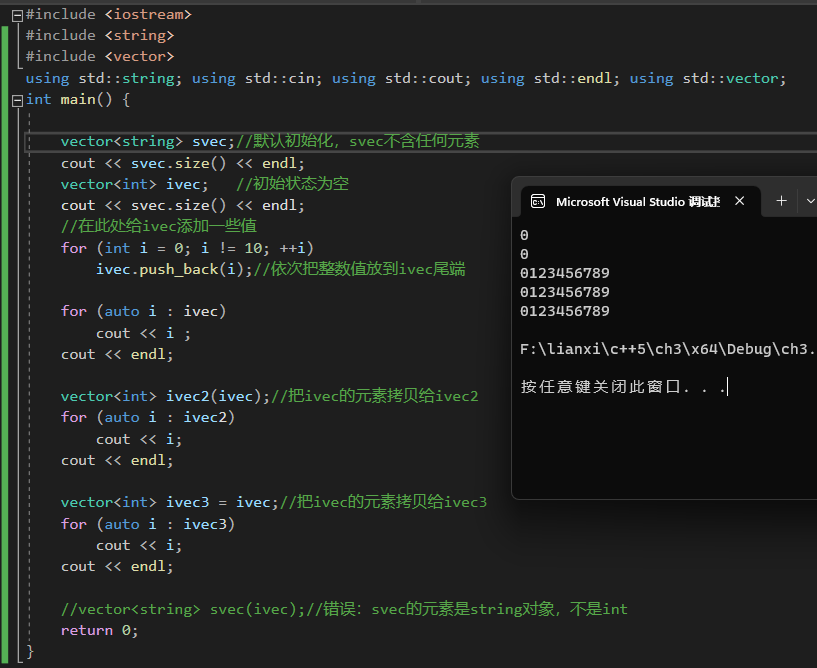 #include <iostream>
#include <string>
#include <vector>
using std::string; using std::cin; using std::cout; using std::endl; using std::vector;
int main() {
vector<string> svec;//默认初始化，svec不含任何元素
cout << svec.size() << endl;
vector<int> ivec;   //初始状态为空
cout << svec.size() << endl;
//在此处给ivec添加一些值
for (int i = 0; i != 10; ++i)
ivec.push_back(i);//依次把整数值放到ivec尾端
for (auto i : ivec)
cout << i ;
cout << endl;
vector<int> ivec2(ivec);//把ivec的元素拷贝给ivec2
for (auto i : ivec2)
cout << i;
cout << endl;
vector<int> ivec3 = ivec;//把ivec的元素拷贝给ivec3
for (auto i : ivec3)
cout << i;
cout << endl;
//vector<string> svec(ivec);//错误：svec的元素是string对象，不是int
return 0;
}
Microsoft Visual Studio 调试
0
0
0123456789
0123456789
0123456789
F:\lianxi\c++5\ch3\x64\Debug\ch3.
按任意键关闭此窗口. . .